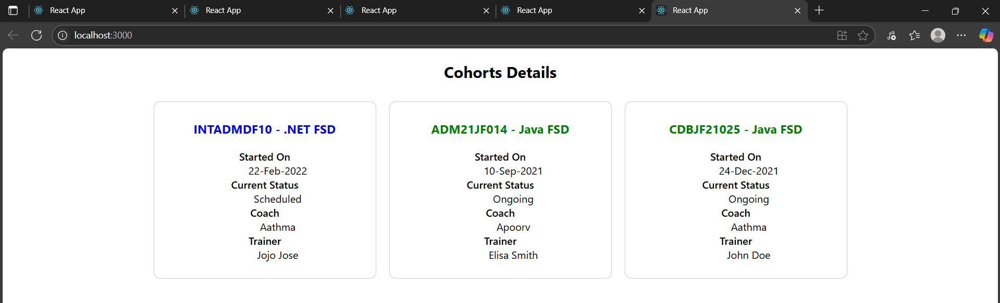 React App
React App
React App
React App
React App
localhost:3000
Cohorts Details
INTADMDF10 - .NET FSD
Started On
22-Feb-2022
Current Status
Scheduled
Coach
Aathma
Trainer
Jojo Jose
ADM21JF014 - Java FSD
Started On
10-Sep-2021
Current Status
Ongoing
Coach
Apoorv
Trainer
Elisa Smith
CDBJF21025 - Java FSD
Started On
24-Dec-2021
Current Status
Ongoing
Coach
Aathma
Trainer
John Doe